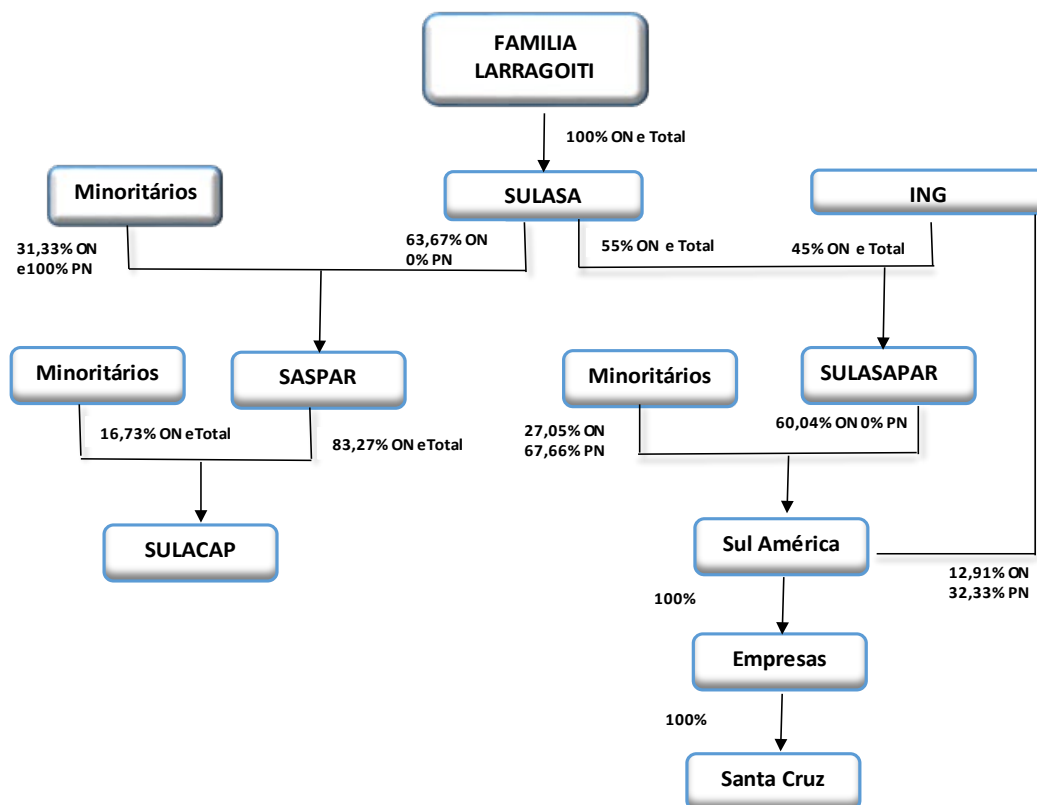 FAMILIA
LARRAGOITI
100% ON e Total
Minoritários
SULASA
ING
31,33% ON
e100% PN
63,67% ON
0% PN
55% ON e Total
45% ON e Total
Minoritários
SASPAR
Minoritários
SULASAPAR
16,73% ON eTotal
83,27% ON eTotal
27,05% ON
67,66% PN
60,04% ON 0% PN
SULACAP
Sul América
12,91% ON
32,33% PN
100%
Empresas
100%
Santa Cruz